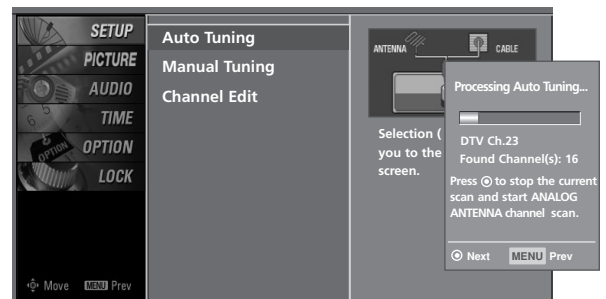 SETUP
PICTURE
AUDIO
TIME
OPTION
LOCK
Move MENU Prev
Auto Tuning
Manual Tuning
Channel Edit
ANTENNA
CABLE
Selection (
you to the
screen.
Processing Auto Tuning...
DTV Ch.23
Found Channel(s): 16
Press ⊙ to stop the current
scan and start ANALOG
ANTENNA channel scan.
⊙ Next MENU Prev